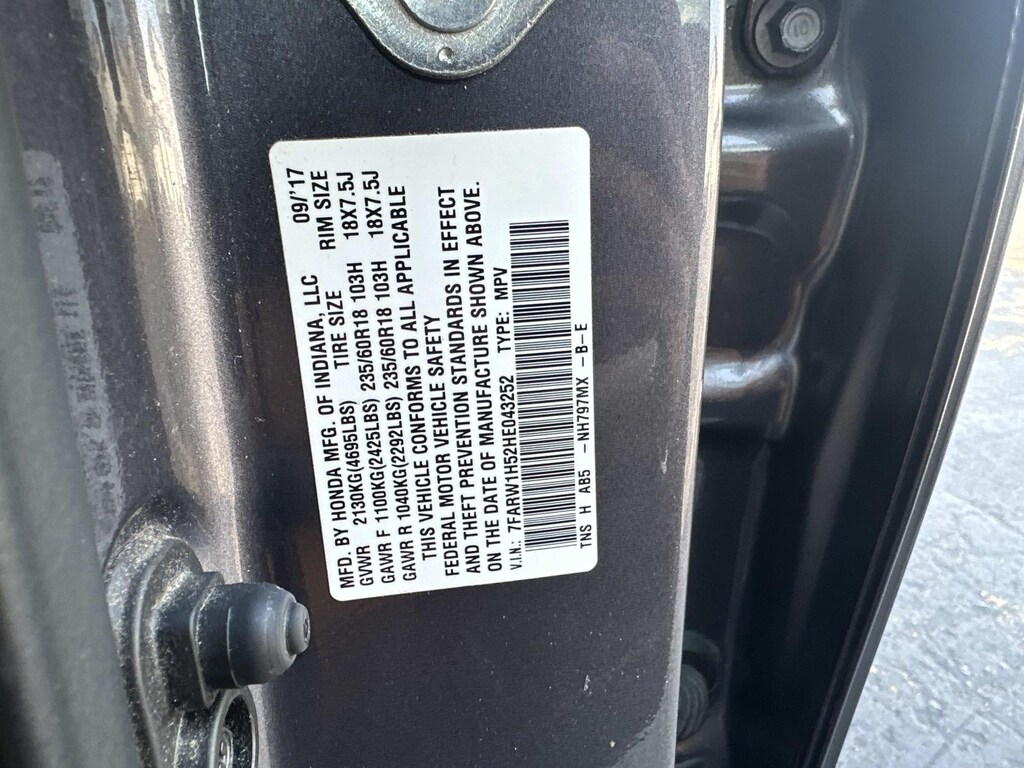 MFD. BY HONDA MFG. OF INDIANA, LLC 09/'17
GVWR 2130KG(4695LBS) TIRE SIZE RIM SIZE
GAWR F 1100KG(2425LBS) 235/60R18 103H 18X7.5J
GAWR R 1040KG(2292LBS) 235/60R18 103H 18X7.5J
THIS VEHICLE CONFORMS TO ALL APPLICABLE
FEDERAL MOTOR VEHICLE SAFETY
AND THEFT PREVENTION STANDARDS IN EFFECT
ON THE DATE OF MANUFACTURE SHOWN ABOVE.
V.I.N.: 7FARW1H52HE043252 TYPE: MPV
TNS H AB5 -NH797MX -B-E
10